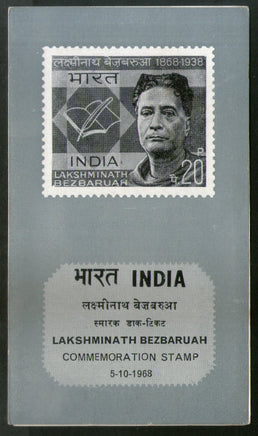 लक्ष्मीनाथ बेज़बरुआ 1868-1938
भारत
INDIA
LAKSHMINATH
BEZBARUAH
प. 20 P
भारत INDIA
लक्ष्मीनाथ बेजबरुआ
स्मारक डाक-टिकट
LAKSHMINATH BEZBARUAH
COMMEMORATION STAMP
5-10-1968